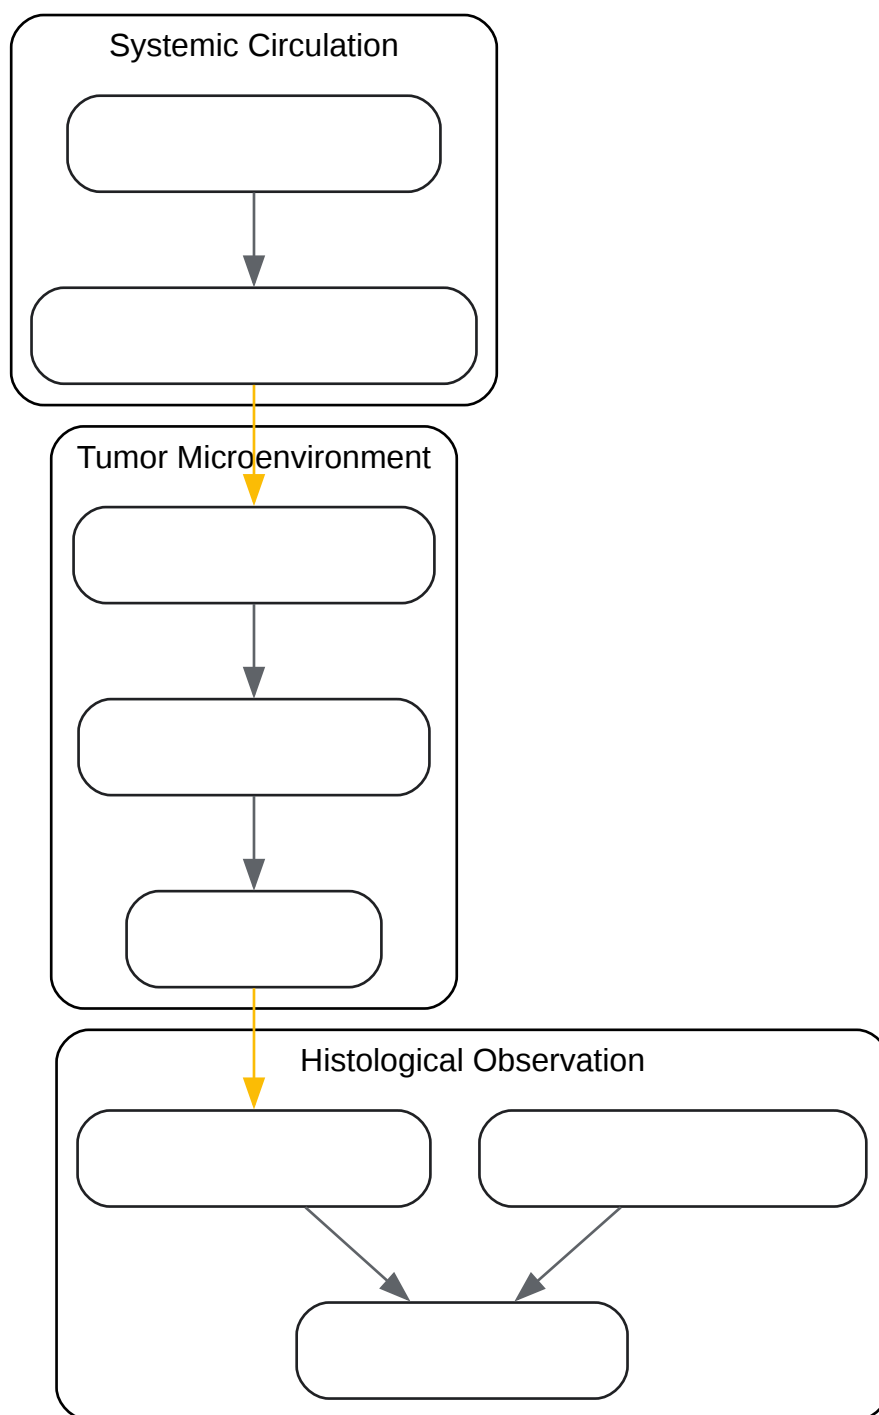 Systemic Circulation
Tumor Microenvironment
Histological Observation